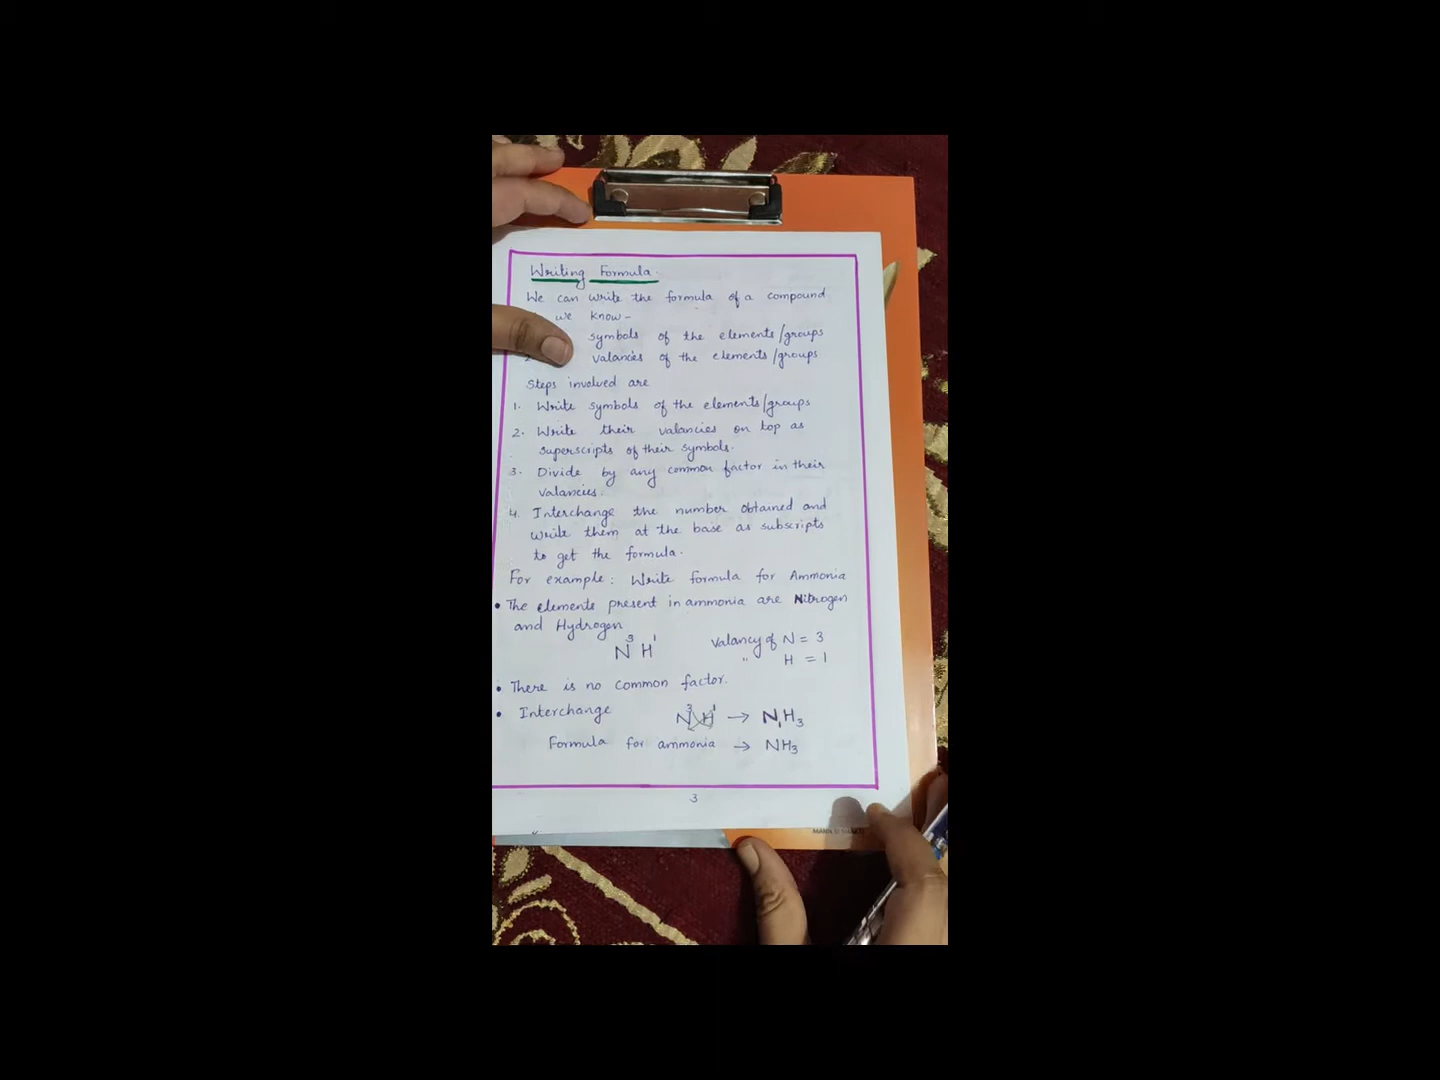 Writing Formula.
We can write the formula of a compound
we know -
symbols of the elements/groups
2 valancies of the elements/groups
Steps involved are
1. Write symbols of the elements/groups
2. Write their valancies on top as
superscripts of their symbols.
3. Divide by any common factor in their
valancies.
4. Interchange the number obtained and
write them at the base as subscripts
to get the formula.
For example: Write formula for Ammonia
• The elements present in ammonia are Nitrogen
and Hydrogen
N³ H¹ Valancy of N = 3
" H = 1
• There is no common factor.
• Interchange N³ H¹ → N₁H₃
Formula for ammonia → NH₃
3